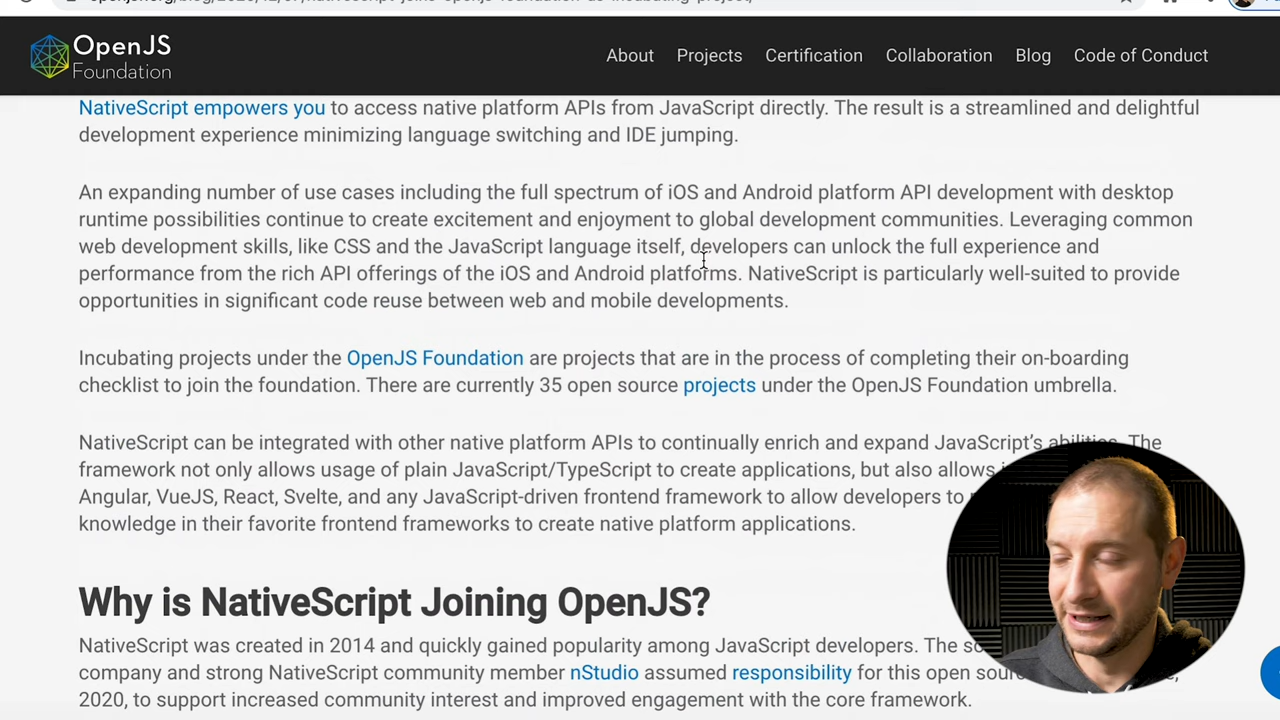 OpenJS
Foundation
About Projects Certification Collaboration Blog Code of Conduct
NativeScript empowers you to access native platform APIs from JavaScript directly. The result is a streamlined and delightful
development experience minimizing language switching and IDE jumping.
An expanding number of use cases including the full spectrum of iOS and Android platform API development with desktop
runtime possibilities continue to create excitement and enjoyment to global development communities. Leveraging common
web development skills, like CSS and the JavaScript language itself, developers can unlock the full experience and
performance from the rich API offerings of the iOS and Android platforms. NativeScript is particularly well-suited to provide
opportunities in significant code reuse between web and mobile developments.
Incubating projects under the OpenJS Foundation are projects that are in the process of completing their on-boarding
checklist to join the foundation. There are currently 35 open source projects under the OpenJS Foundation umbrella.
NativeScript can be integrated with other native platform APIs to continually enrich and expand JavaScript's abilities. The
framework not only allows usage of plain JavaScript/TypeScript to create applications, but also allows
Angular, VueJS, React, Svelte, and any JavaScript-driven frontend framework to allow developers to
knowledge in their favorite frontend frameworks to create native platform applications.
Why is NativeScript Joining OpenJS?
NativeScript was created in 2014 and quickly gained popularity among JavaScript developers. The
company and strong NativeScript community member nStudio assumed responsibility for this open
2020, to support increased community interest and improved engagement with the core framework.